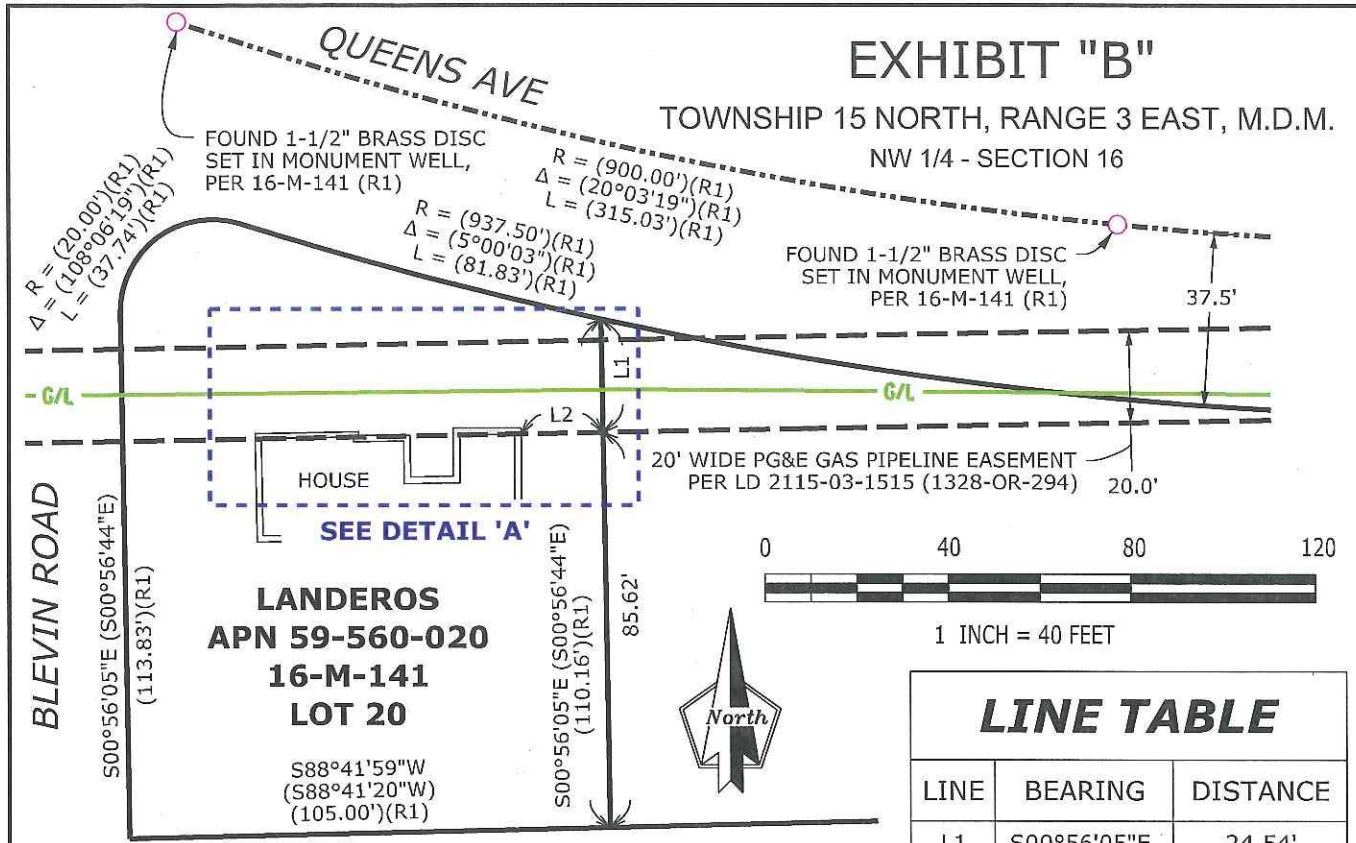 EXHIBIT "B"
TOWNSHIP 15 NORTH, RANGE 3 EAST, M.D.M.
NW 1/4 - SECTION 16
QUEENS AVE
FOUND 1-1/2" BRASS DISC
SET IN MONUMENT WELL,
PER 16-M-141 (R1)
R = (900.00')(R1)
Δ = (20°03'19")(R1)
L = (315.03')(R1)
R = (20.00')(R1)
Δ = (108°06'19")(R1)
L = (37.74')(R1)
R = (937.50')(R1)
Δ = (5°00'03")(R1)
L = (81.83')(R1)
FOUND 1-1/2" BRASS DISC
SET IN MONUMENT WELL,
PER 16-M-141 (R1)
37.5'
L1
G/L
G/L
L2
HOUSE
20' WIDE PG&E GAS PIPELINE EASEMENT
PER LD 2115-03-1515 (1328-OR-294)
20.0'
SEE DETAIL 'A'
BLEVIN ROAD
S00°56'05"E (S00°56'44"E)
(113.83')(R1)
LANDEROS
APN 59-560-020
16-M-141
LOT 20
S00°56'05"E (S00°56'44"E)
(110.16')(R1)
85.62'
S88°41'59"W
(S88°41'20"W)
(105.00')(R1)
0 40 80 120
1 INCH = 40 FEET
North
LINE TABLE
LINE BEARING DISTANCE
L1 S00°56'05"E 24.54'